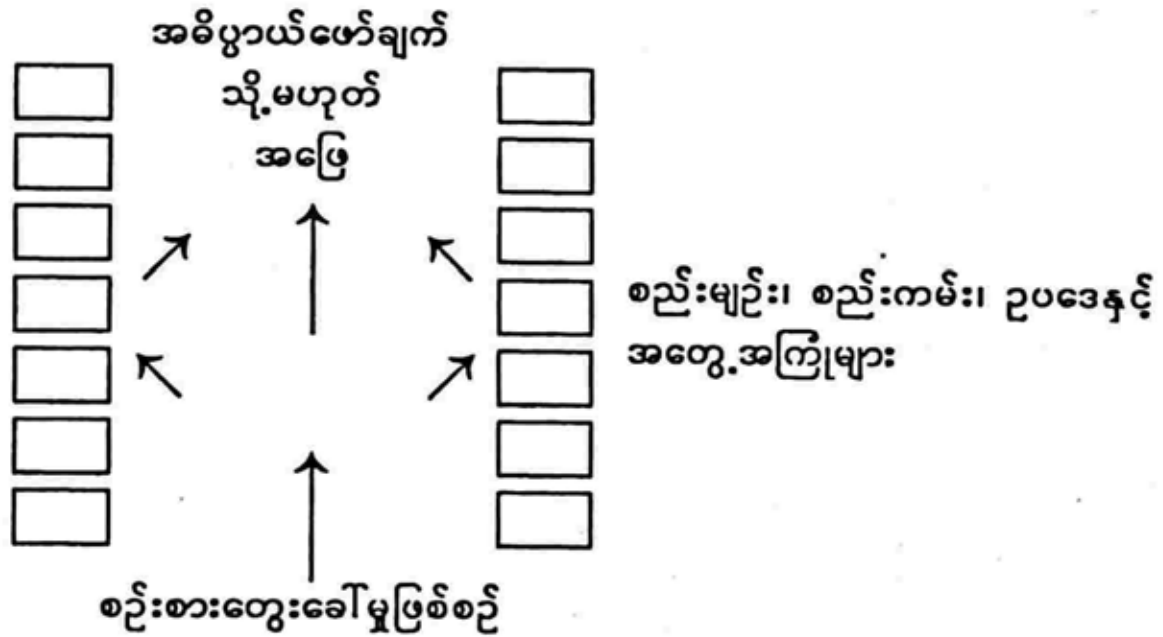 အဓိပ္ပာယ်ဖော်ချက်
သို့မဟုတ်
အဖြေ
စည်းမျဉ်း၊ စည်းကမ်း၊ ဥပဒေနှင့်
အတွေ့အကြုံများ
စဉ်းစားတွေးခေါ်မှုဖြစ်စဉ်